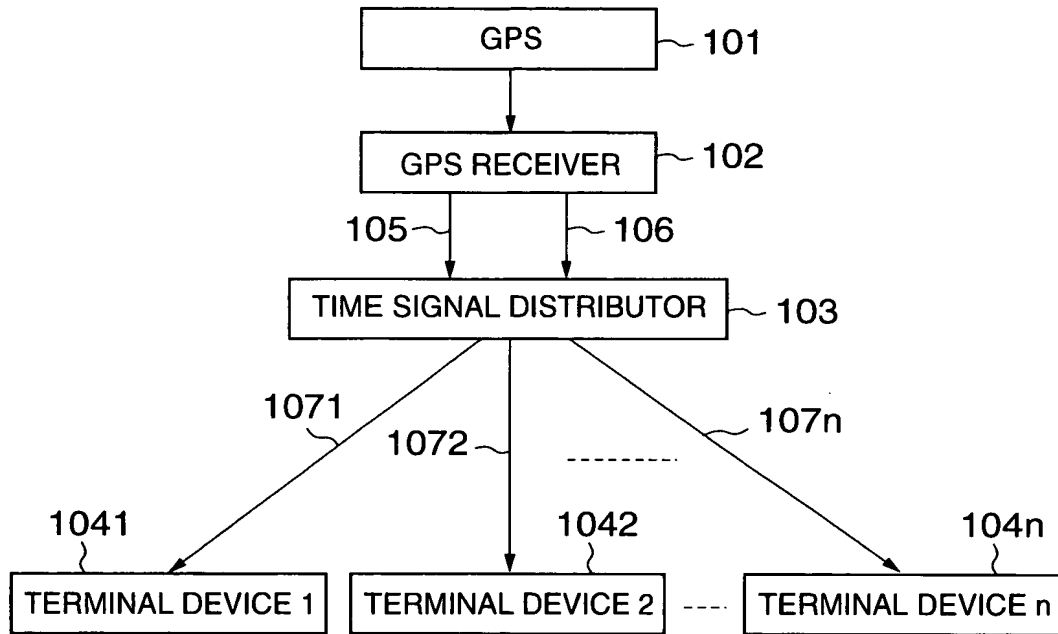 GPS
101
GPS RECEIVER
102
105
106
TIME SIGNAL DISTRIBUTOR
103
1071
1072
107n
1041
1042
104n
TERMINAL DEVICE 1
TERMINAL DEVICE 2
TERMINAL DEVICE n